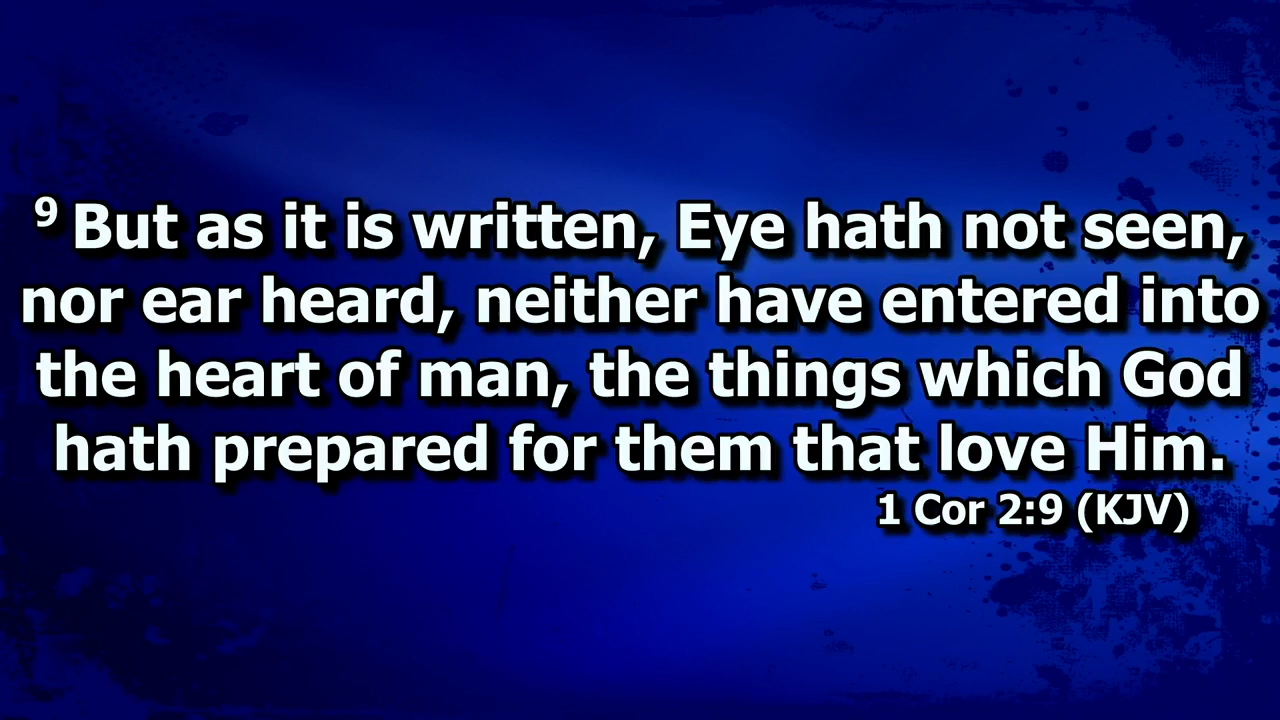 9 But as it is written, Eye hath not seen,
nor ear heard, neither have entered into
the heart of man, the things which God
hath prepared for them that love Him.
1 Cor 2:9 (KJV)